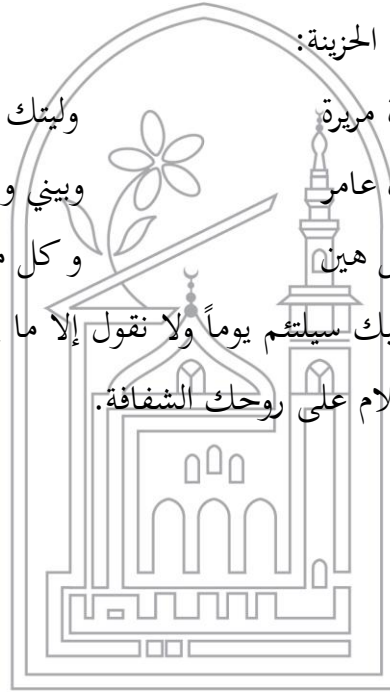 الحزينة:
مريرة وليتك
عامر وبيني و
هين و كل
سيلتئم يوماً ولا نقول إلا ما
على روحك الشفافة.